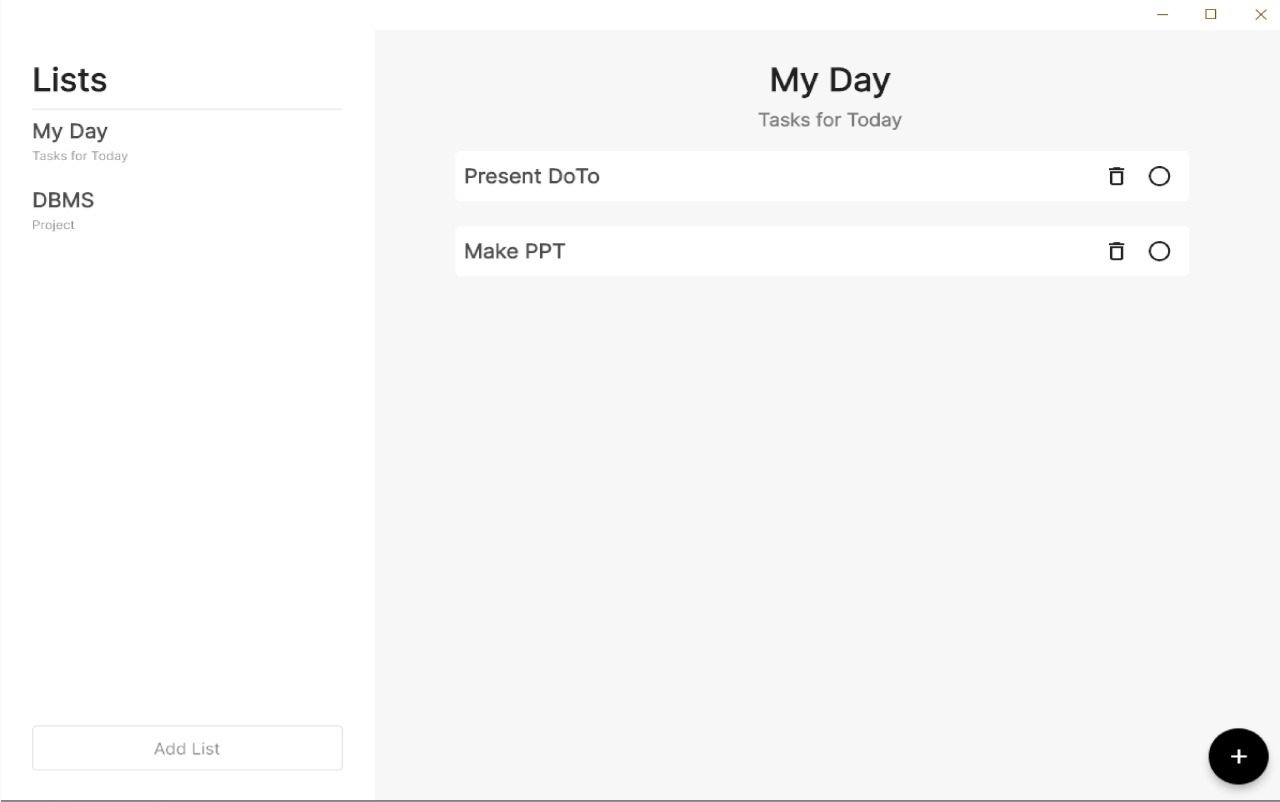 Lists
My Day
Tasks for Today
DBMS
Project
Add List
My Day
Tasks for Today
Present DoTo
Make PPT
+